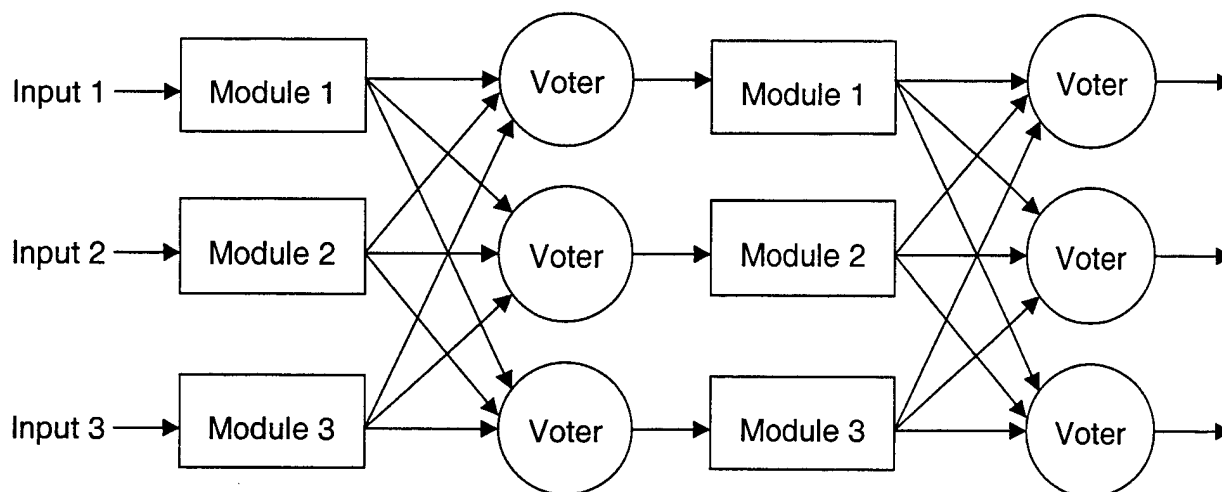 Input 1
Module 1
Voter
Module 1
Voter
Input 2
Module 2
Voter
Module 2
Voter
Input 3
Module 3
Voter
Module 3
Voter